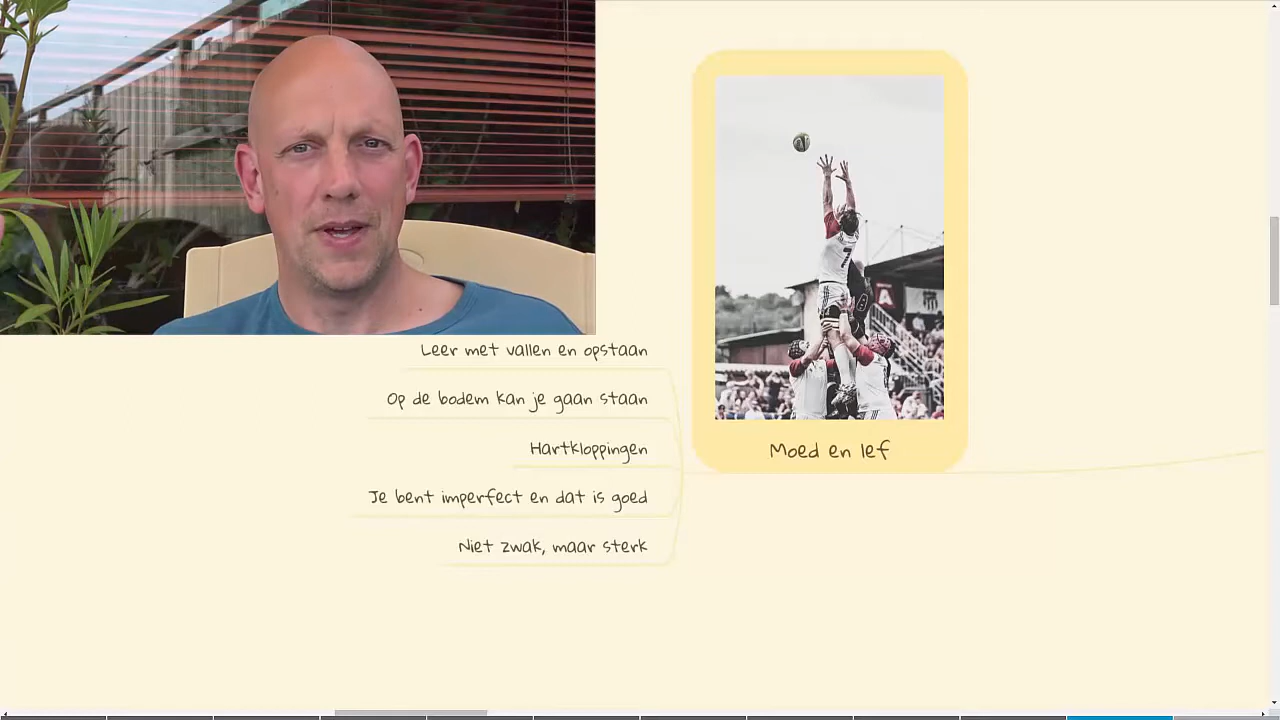 Leer met vallen en opstaan
Op de bodem kan je gaan staan
Hartkloppingen
Je bent imperfect en dat is goed
Niet zwak, maar sterk
7
A
Moed en lef